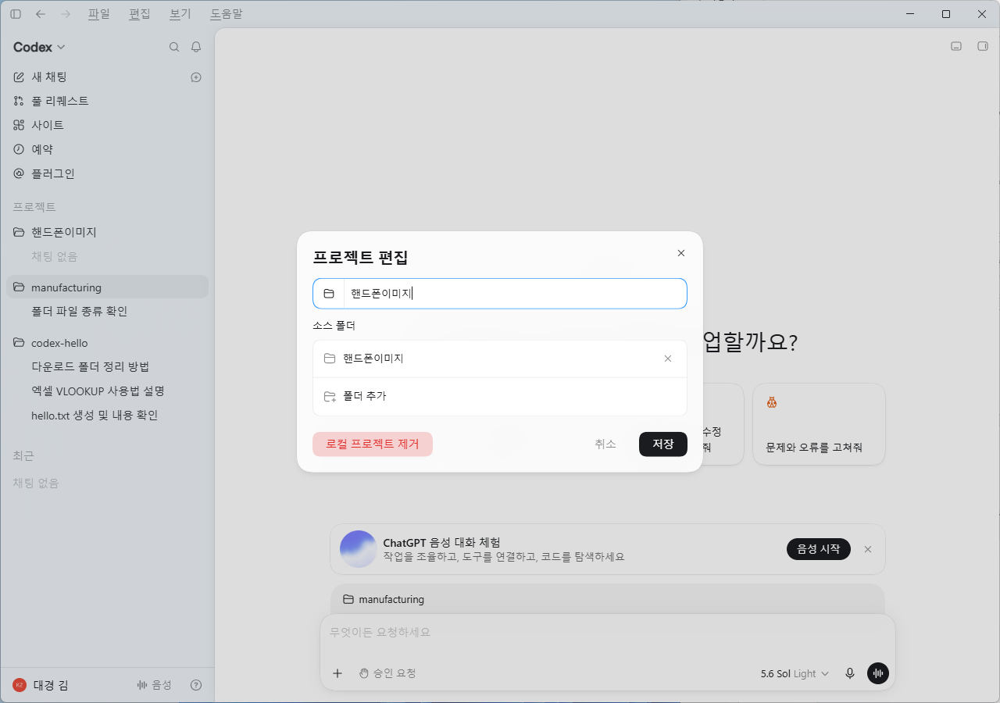 파일 편집 보기 도움말
Codex
새 채팅
풀 리퀘스트
사이트
예약
플러그인
프로젝트
핸드폰이미지
채팅 없음
manufacturing
폴더 파일 종류 확인
codex-hello
다운로드 폴더 정리 방법
엑셀 VLOOKUP 사용법 설명
hello.txt 생성 및 내용 확인
최근
채팅 없음
KZ 대경 김
음성
프로젝트 편집
핸드폰이미지
소스 폴더
핸드폰이미지
폴더 추가
로컬 프로젝트 제거
취소
저장
업할까요?
수정
줘
문제와 오류를 고쳐줘
ChatGPT 음성 대화 체험
작업을 조율하고, 도구를 연결하고, 코드를 탐색하세요
음성 시작
manufacturing
무엇이든 요청하세요
승인 요청
5.6 Sol Light